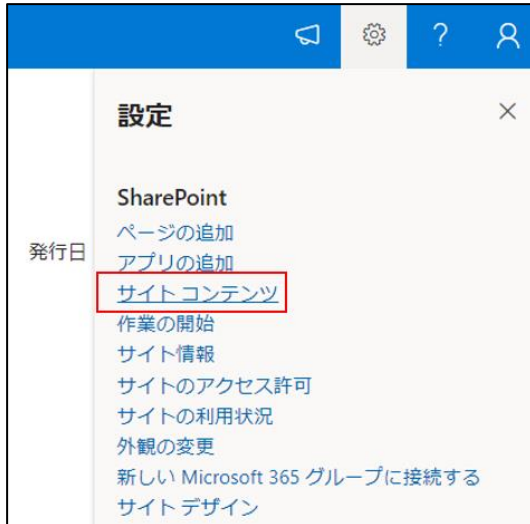 ?
設定
SharePoint
ページの追加
発行日
アプリの追加
サイト コンテンツ
作業の開始
サイト情報
サイトのアクセス許可
サイトの利用状況
外観の変更
新しい Microsoft 365 グループに接続する
サイト デザイン